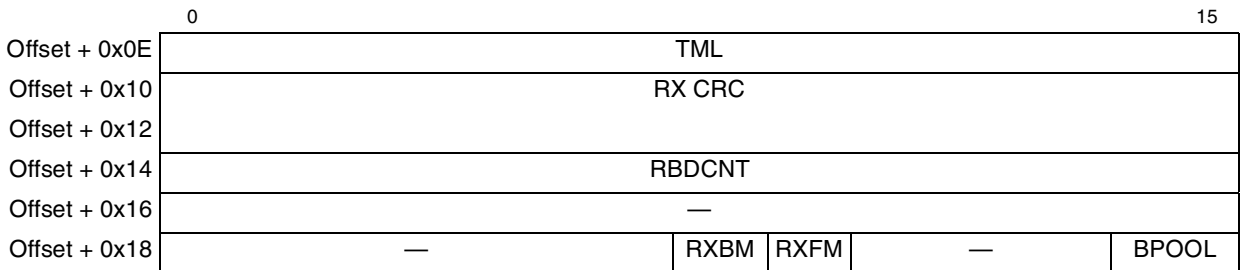 0 15
Offset + 0x0E TML
Offset + 0x10 RX CRC
Offset + 0x12
Offset + 0x14 RBDCNT
Offset + 0x16 —
Offset + 0x18 — RXBM RXFM — BPOOL